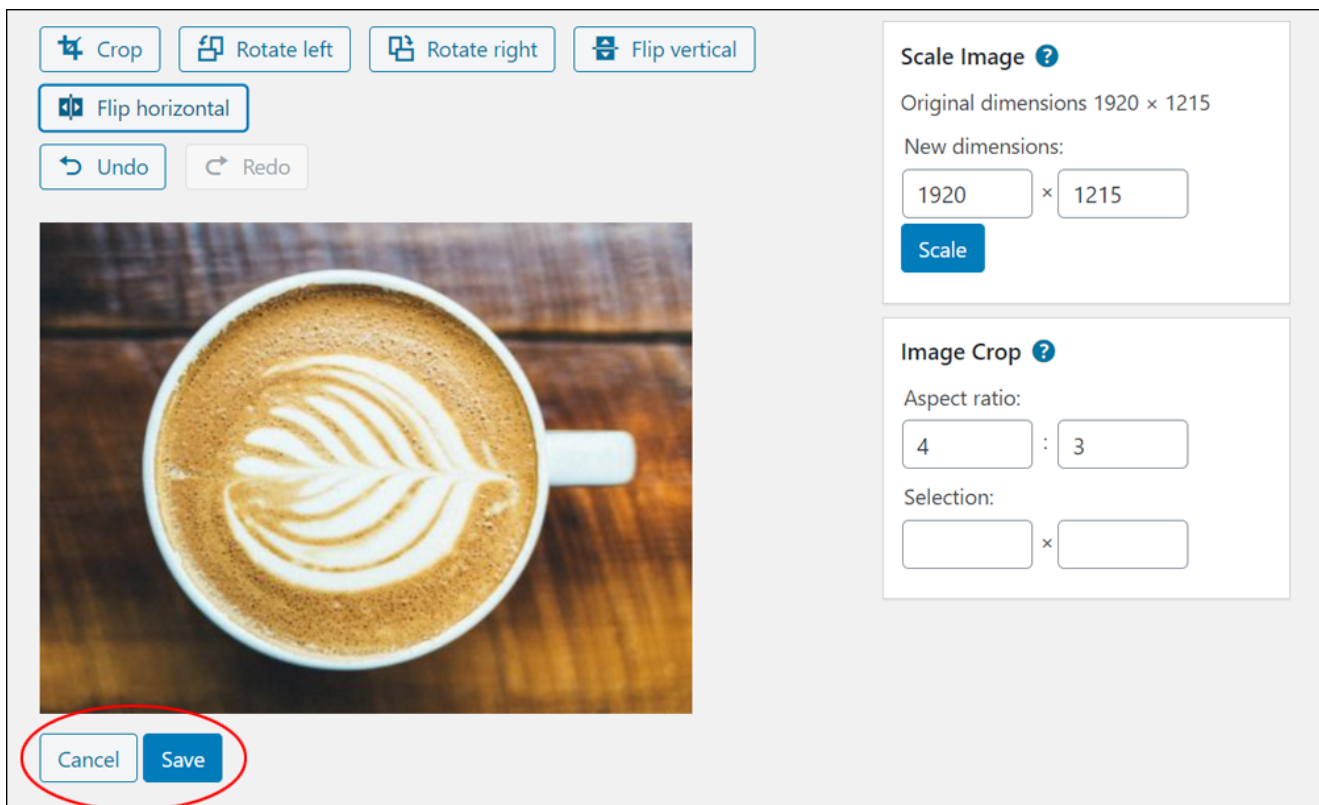 Crop Rotate left Rotate right Flip vertical
Flip horizontal
Undo Redo
Cancel Save
Scale Image ?
Original dimensions 1920 × 1215
New dimensions:
1920 × 1215
Scale
Image Crop ?
Aspect ratio:
4 : 3
Selection:
×